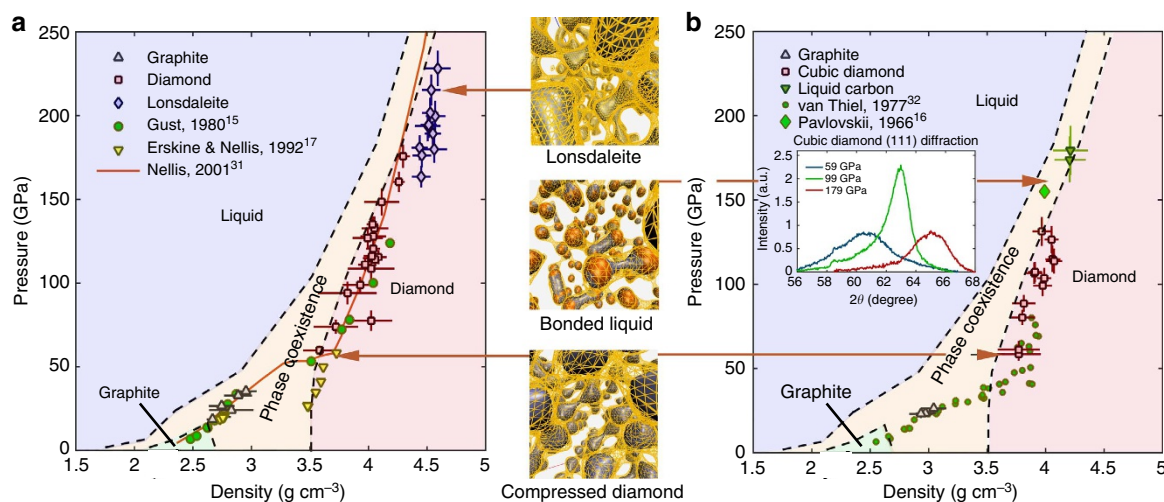 a
250
200
150
100
50
0
Pressure (GPa)
1.5
2
2.5
3
3.5
4
4.5
5
Density (g cm⁻³)
Graphite
Diamond
Lonsdaleite
Gust, 1980¹⁵
Erskine & Nellis, 1992¹⁷
Nellis, 2001³¹
Liquid
Phase coexistence
Diamond
Graphite
Lonsdaleite
Bonded liquid
Compressed diamond
b
250
200
150
100
50
0
Pressure (GPa)
1.5
2
2.5
3
3.5
4
4.5
5
Density (g cm⁻³)
Graphite
Cubic diamond
Liquid carbon
van Thiel, 1977³²
Pavlovskii, 1966¹⁶
Liquid
Cubic diamond (111) diffraction
2.5
2
1.5
1
0.5
0
Intensity (a.u.)
59 GPa
99 GPa
179 GPa
56
58
60
62
64
66
68
2θ (degree)
Phase coexistence
Diamond
Graphite